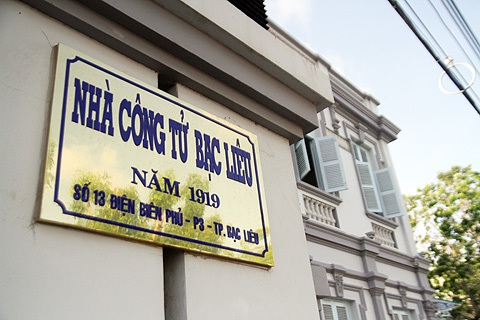 NHÀ CÔNG TỬ BẠC LIÊU
NĂM 1919
SỐ 13 ĐIỆN BIÊN PHỦ - P3 - TP. BẠC LIÊU